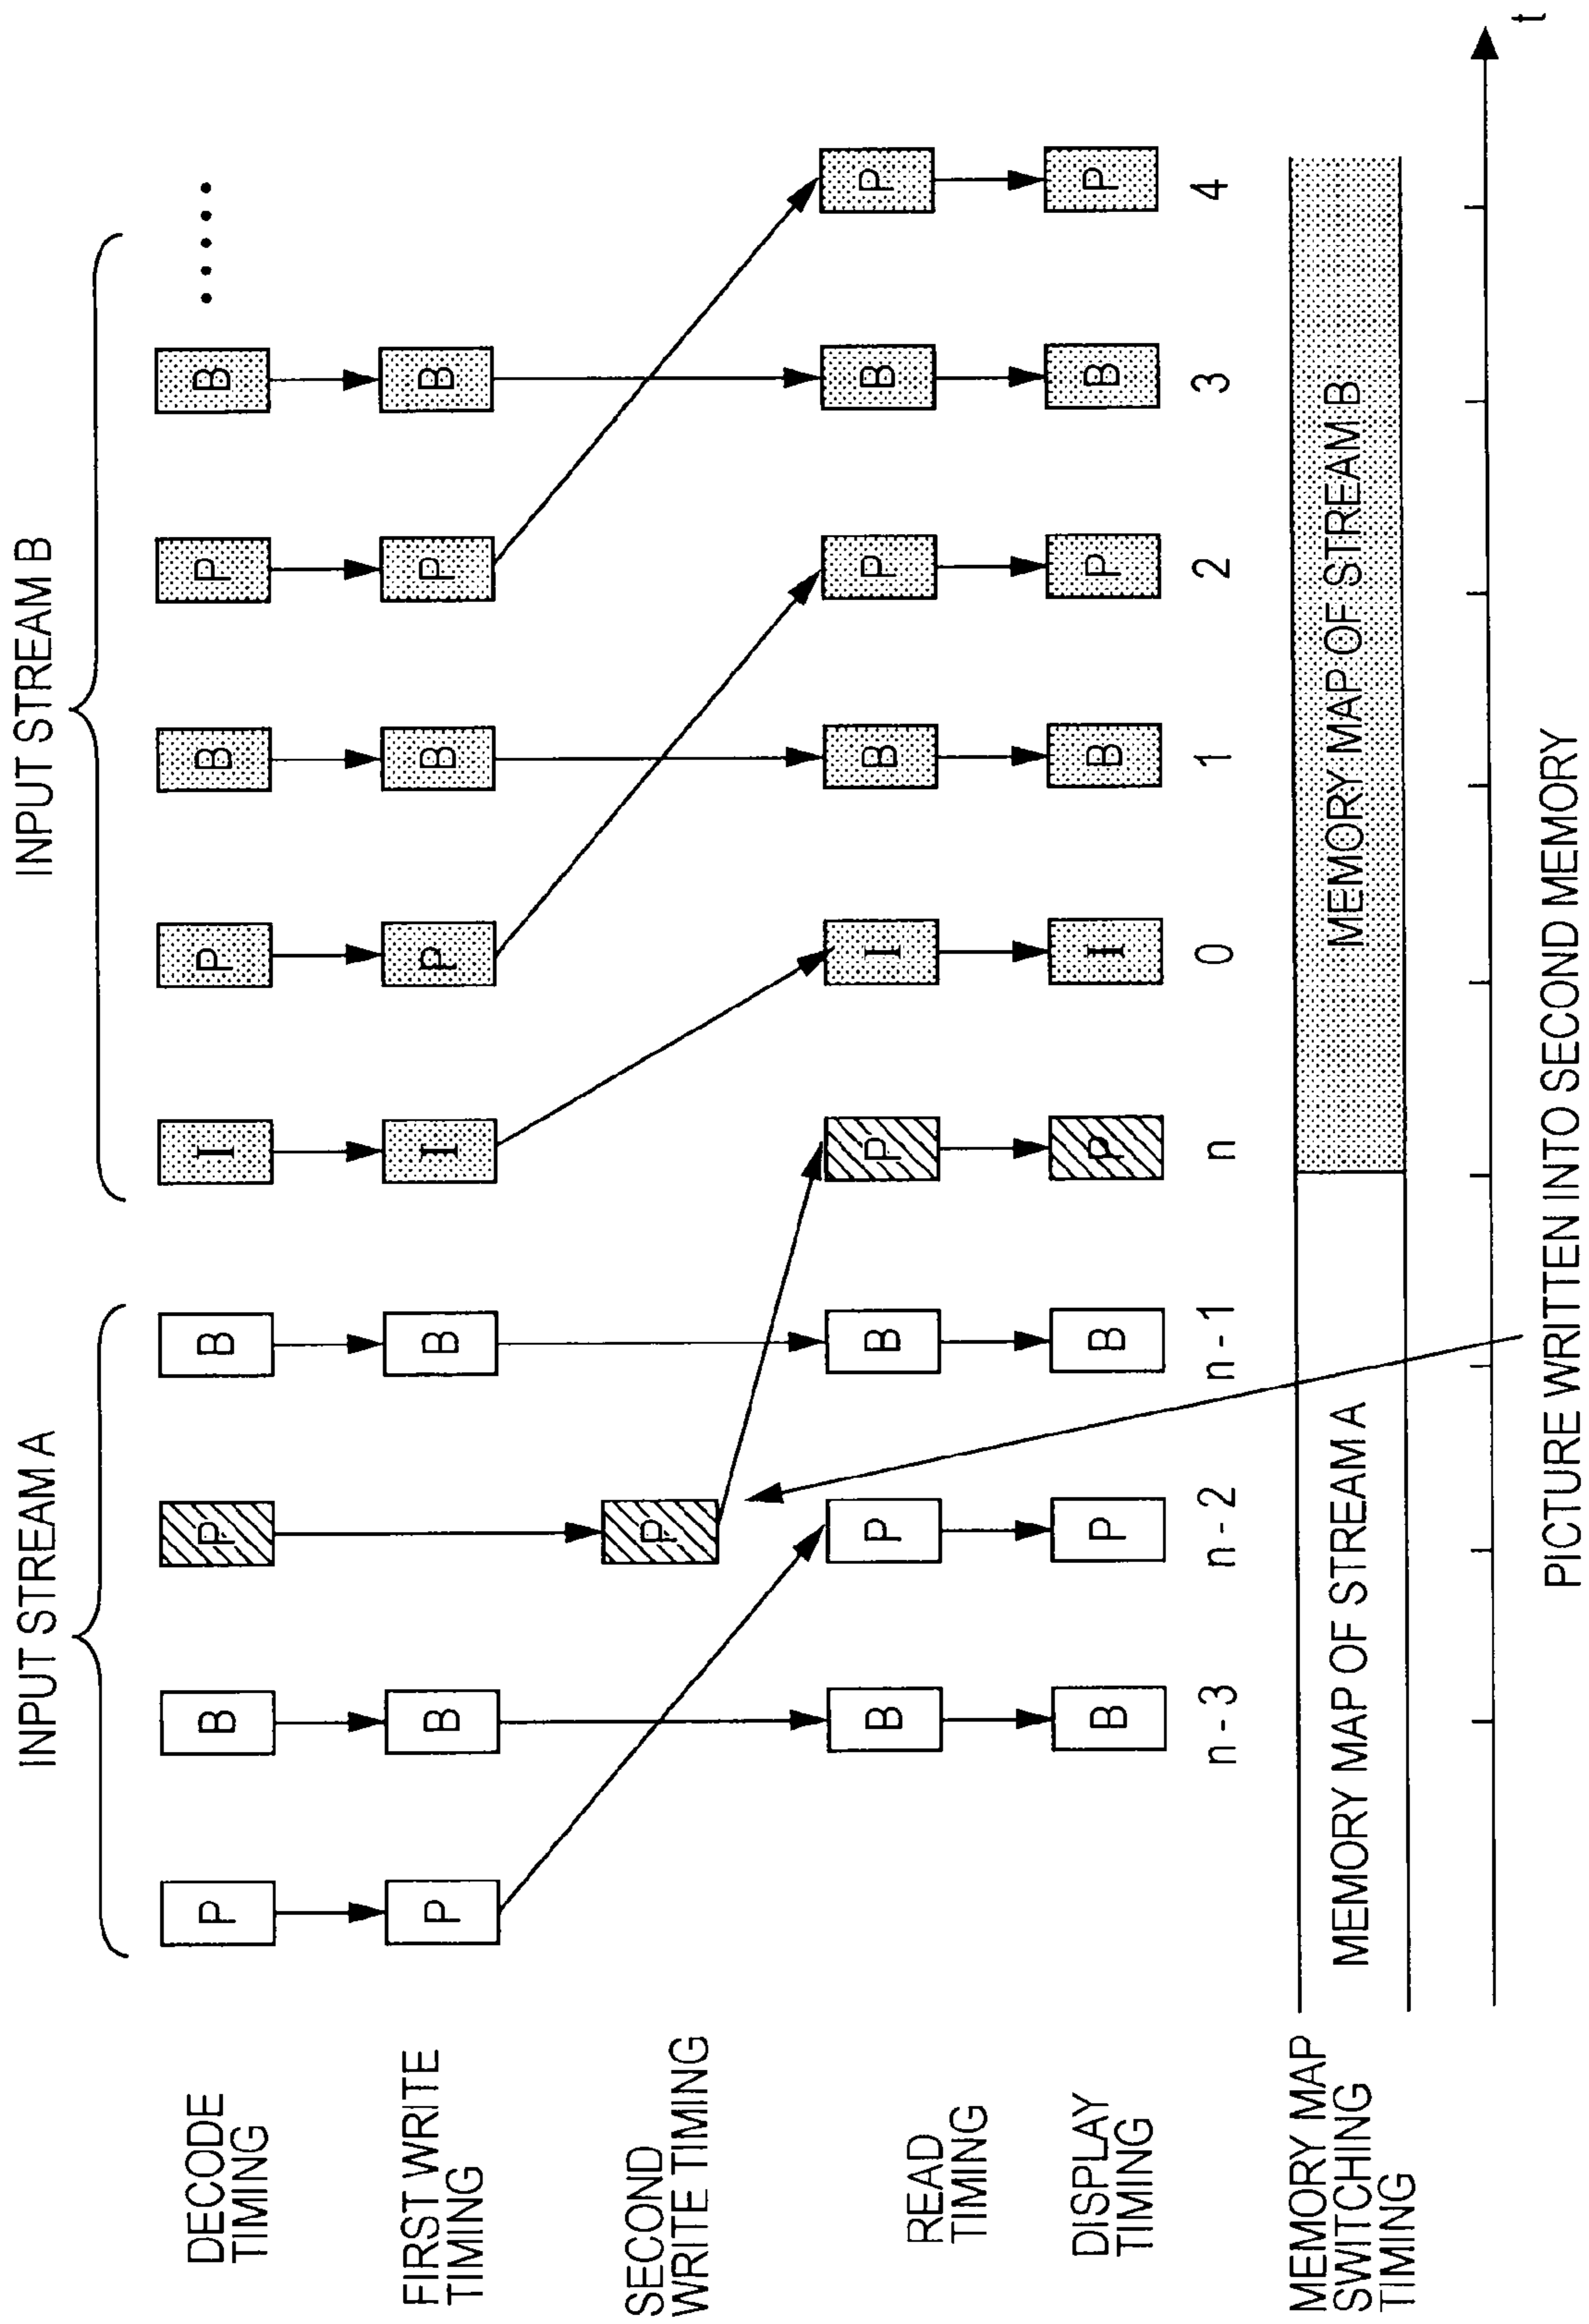 INPUT STREAM A
INPUT STREAM B
DECODE
TIMING
P B P B I P B P B .....
FIRST WRITE
TIMING
P B B I P B P B
SECOND
WRITE TIMING
P
READ
TIMING
B P B P I B P B P
DISPLAY
TIMING
B P B P I B P B P
n-3 n-2 n-1 n 0 1 2 3 4
MEMORY MAP
SWITCHING
TIMING
MEMORY MAP OF STREAM A
MEMORY MAP OF STREAM B
t
PICTURE WRITTEN INTO SECOND MEMORY